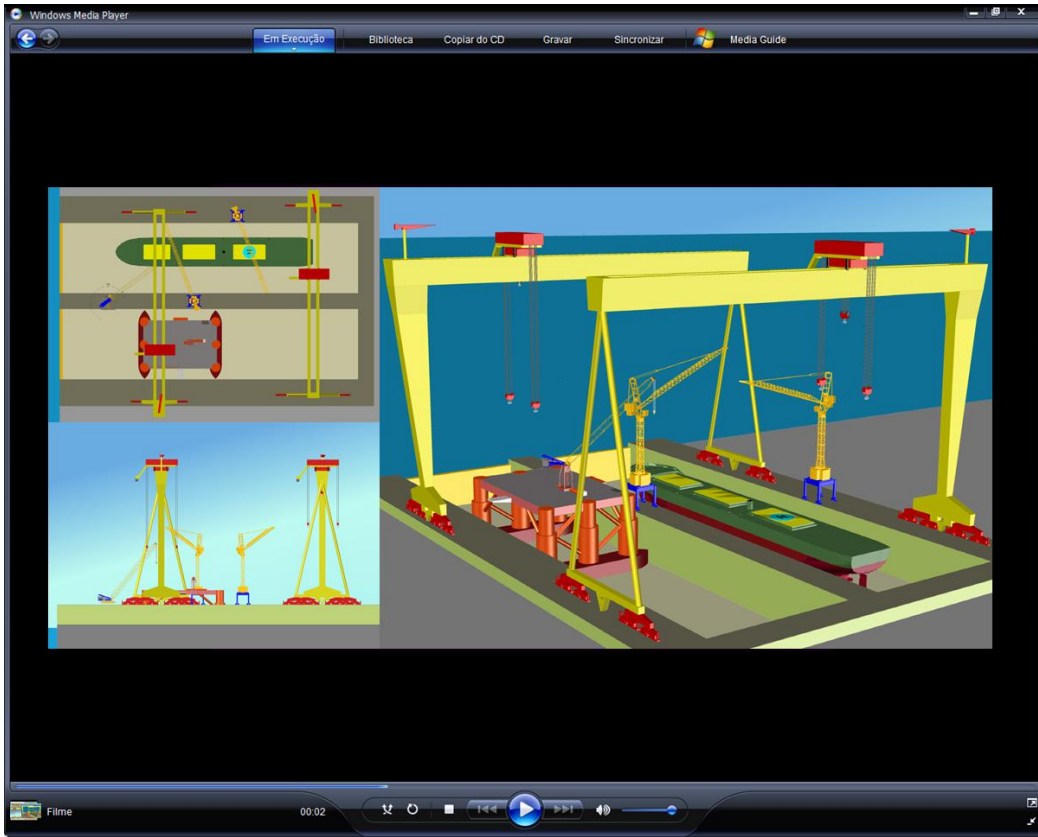 Windows Media Player
Em Execução
Biblioteca
Copiar do CD
Gravar
Sincronizar
Media Guide
Filme
00:02